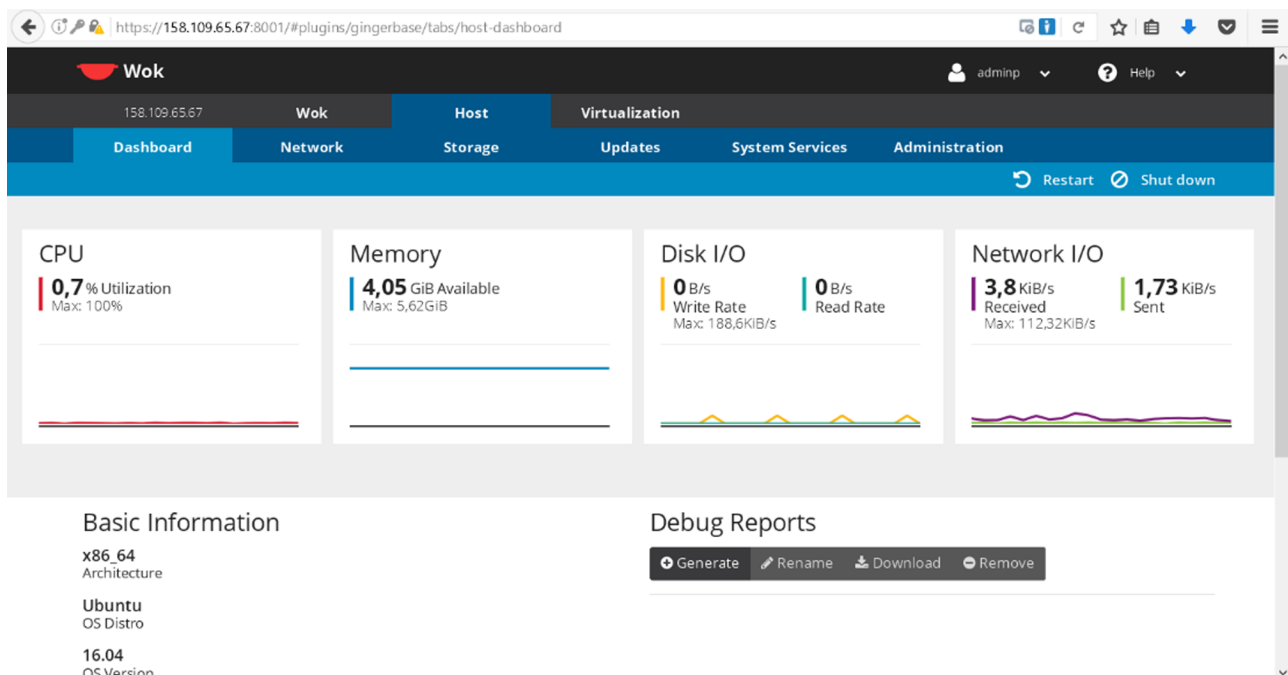 https://158.109.65.67:8001/#plugins/gingerbase/tabs/host-dashboard
Wok
adminp
Help
158.109.65.67
Wok
Host
Virtualization
Dashboard
Network
Storage
Updates
System Services
Administration
Restart
Shut down
CPU
0,7% Utilization
Max: 100%
Memory
4,05 GiB Available
Max: 5,62GiB
Disk I/O
0 B/s
Write Rate
Max: 188,6KiB/s
0 B/s
Read Rate
Network I/O
3,8 KiB/s
Received
Max: 112,32KiB/s
1,73 KiB/s
Sent
Basic Information
x86_64
Architecture
Ubuntu
OS Distro
16.04
OS Version
Debug Reports
Generate
Rename
Download
Remove